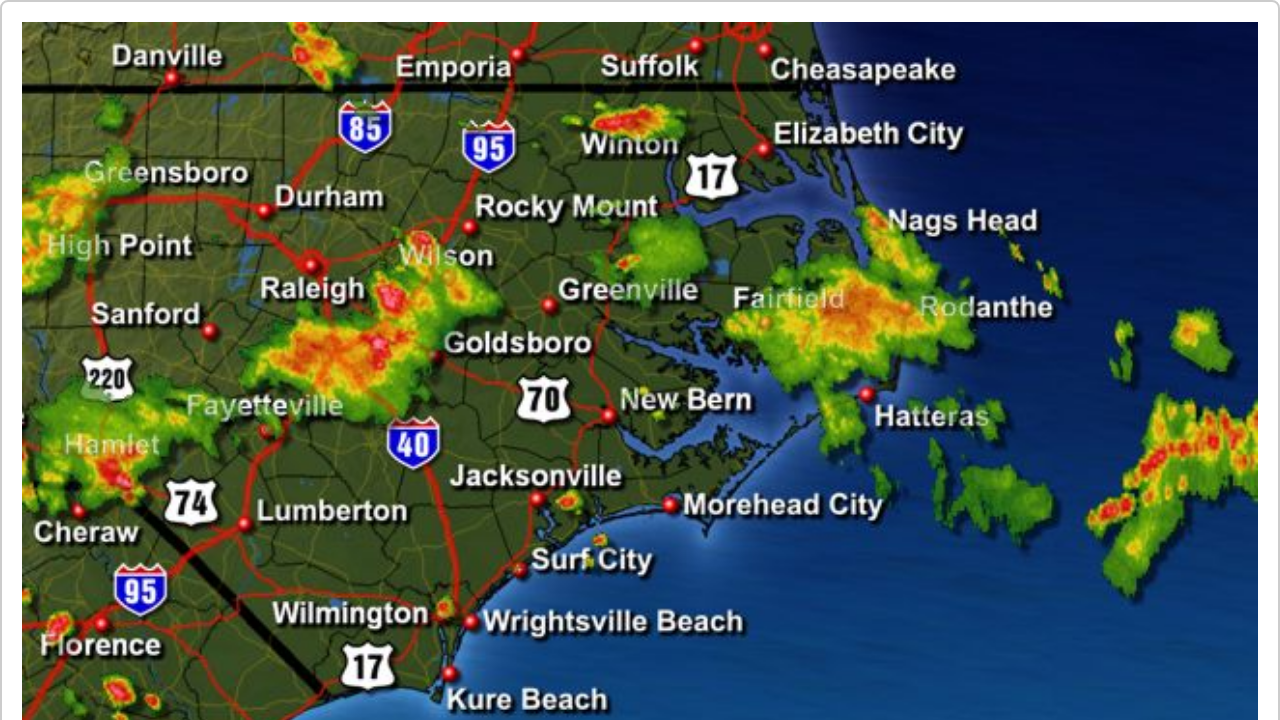 Danville
Emporia
Suffolk
Cheasapeake
85
95
Winton
Elizabeth City
17
Greensboro
Durham
Rocky Mount
Nags Head
High Point
Wilson
Raleigh
Greenville
Fairfield
Rodanthe
Sanford
Goldsboro
220
70
New Bern
Fayetteville
Hatteras
Hamlet
40
Jacksonville
74
Lumberton
Morehead City
Cheraw
Surf City
95
Wilmington
Wrightsville Beach
Florence
17
Kure Beach